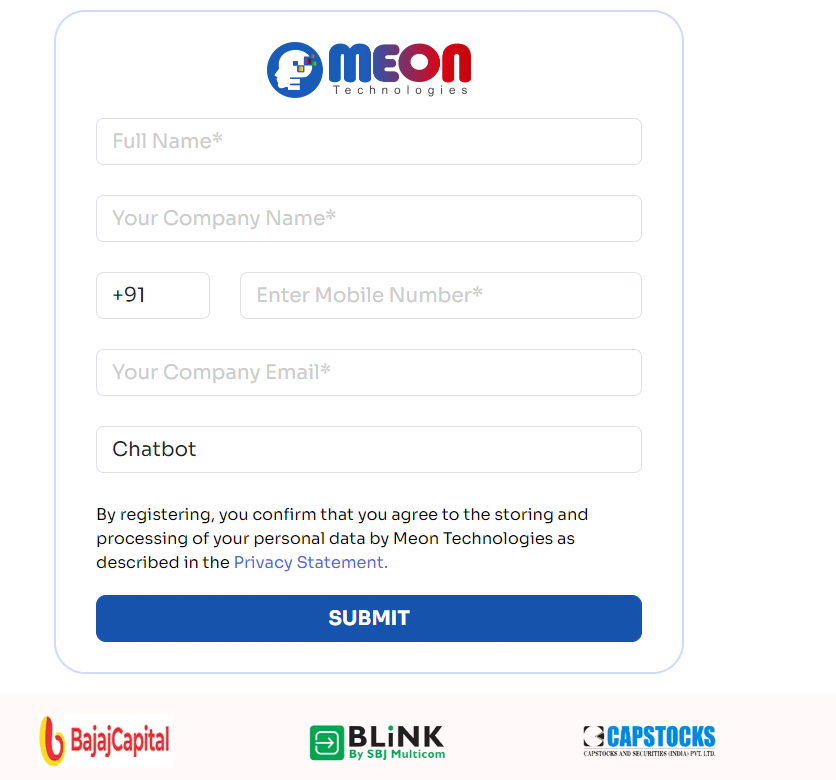 MEON
Technologies
Full Name*
Your Company Name*
+91 Enter Mobile Number*
Your Company Email*
Chatbot
By registering, you confirm that you agree to the storing and
processing of your personal data by Meon Technologies as
described in the Privacy Statement.
SUBMIT
BajajCapital
BLiNK
By SBJ Multicom
CAPSTOCKS
CAPSTOCKS AND SECURITIES (INDIA) PVT. LTD.